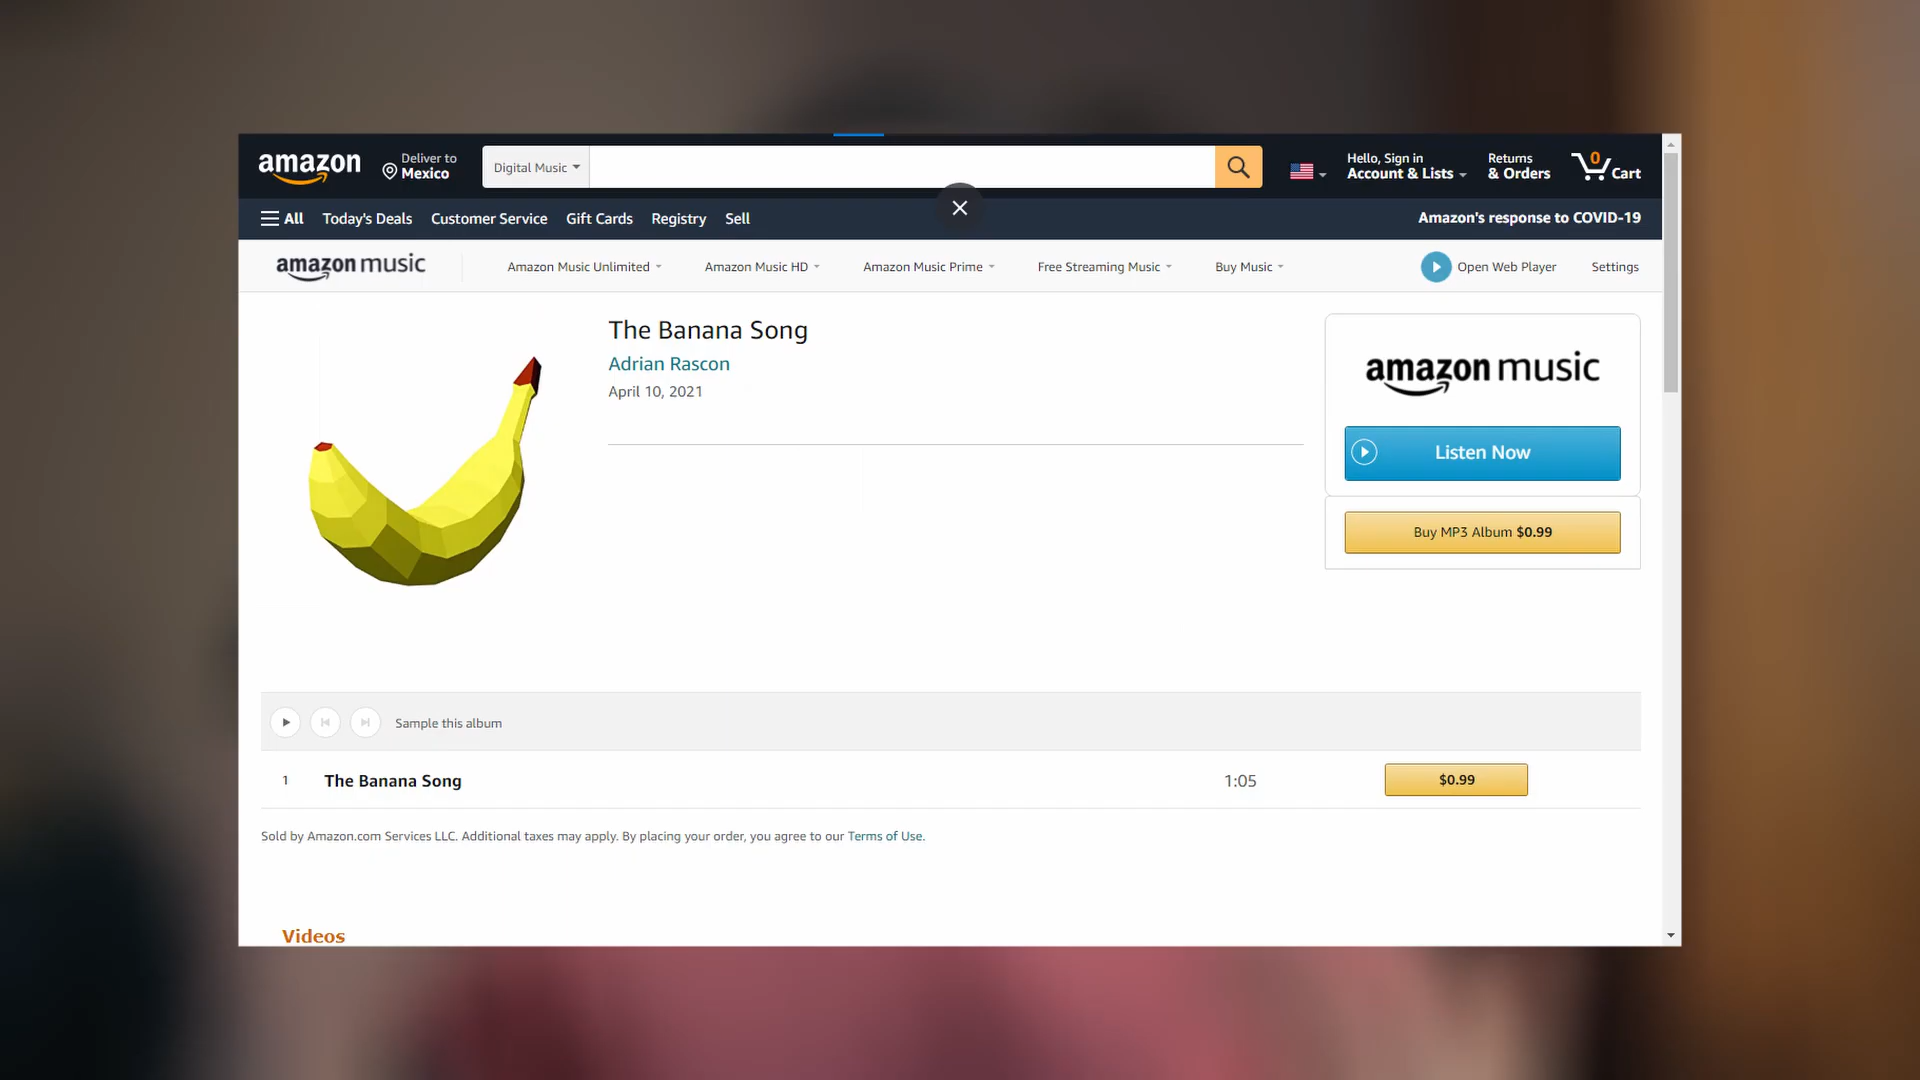 amazon
Deliver to
Mexico
Digital Music
Hello, Sign in
Account & Lists
Returns
& Orders
0
Cart
All
Today's Deals
Customer Service
Gift Cards
Registry
Sell
Amazon's response to COVID-19
amazon music
Amazon Music Unlimited
Amazon Music HD
Amazon Music Prime
Free Streaming Music
Buy Music
Open Web Player
Settings
The Banana Song
Adrian Rascon
April 10, 2021
amazon music
Listen Now
Buy MP3 Album $0.99
Sample this album
1
The Banana Song
1:05
$0.99
Sold by Amazon.com Services LLC. Additional taxes may apply. By placing your order, you agree to our Terms of Use.
Videos